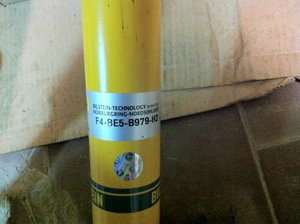 BILSTEIN-TECHNOLOGY
NÜRBURGRING-NORDSCHLEIFE
F4-BE5-B979-H2